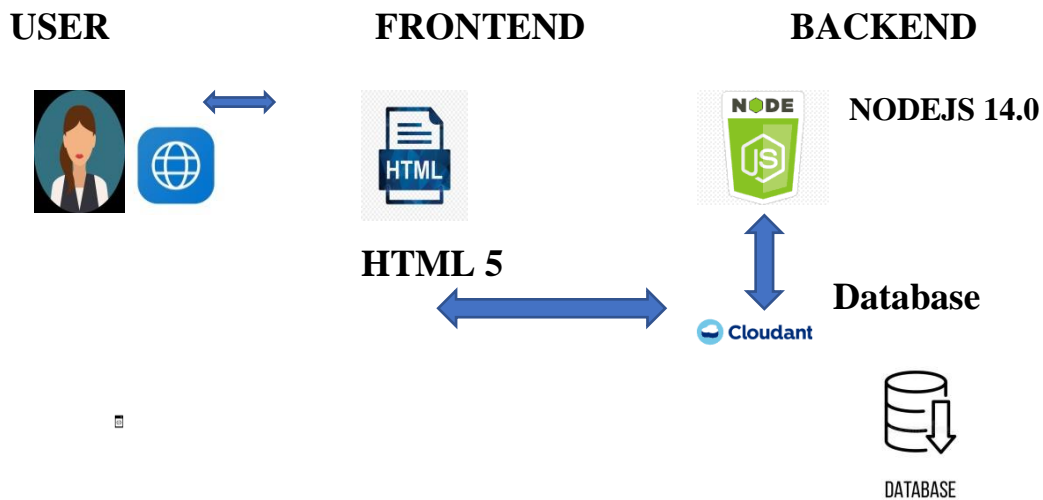 USER
FRONTEND
BACKEND
NODE
JS
NODEJS 14.0
HTML
HTML 5
Database
Cloudant
DATABASE